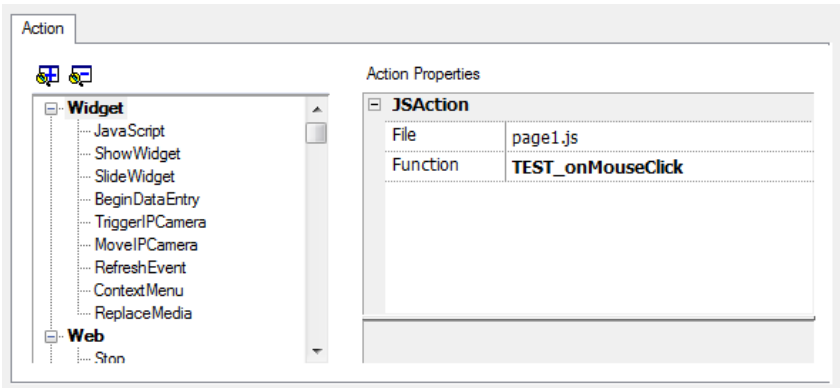 Action
Widget
JavaScript
ShowWidget
SlideWidget
BeginDataEntry
TriggerIPCamera
MoveIPCamera
RefreshEvent
ContextMenu
ReplaceMedia
Web
Stop
Action Properties
JSAction
File page1.js
Function TEST_onMouseClick